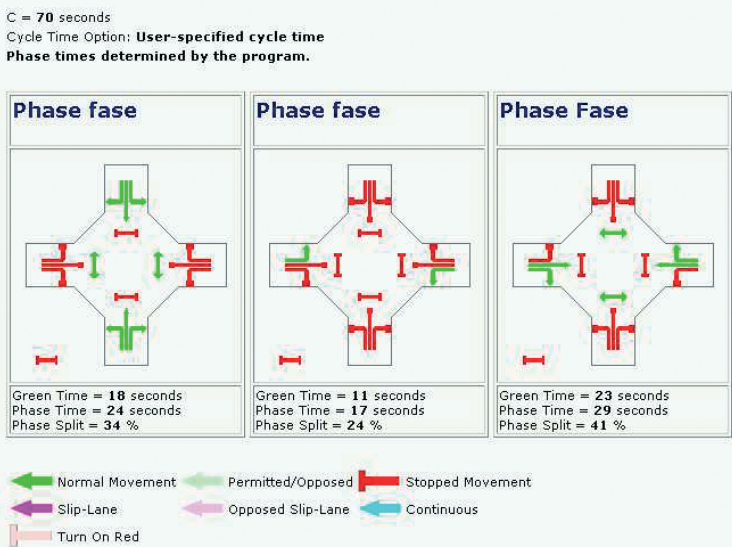 C = 70 seconds
Cycle Time Option: User-specified cycle time
Phase times determined by the program.
Phase fase
Phase fase
Phase Fase
Green Time = 18 seconds
Phase Time = 24 seconds
Phase Split = 34 %
Green Time = 11 seconds
Phase Time = 17 seconds
Phase Split = 24 %
Green Time = 23 seconds
Phase Time = 29 seconds
Phase Split = 41 %
Normal Movement
Permitted/Opposed
Stopped Movement
Slip-Lane
Opposed Slip-Lane
Continuous
Turn On Red